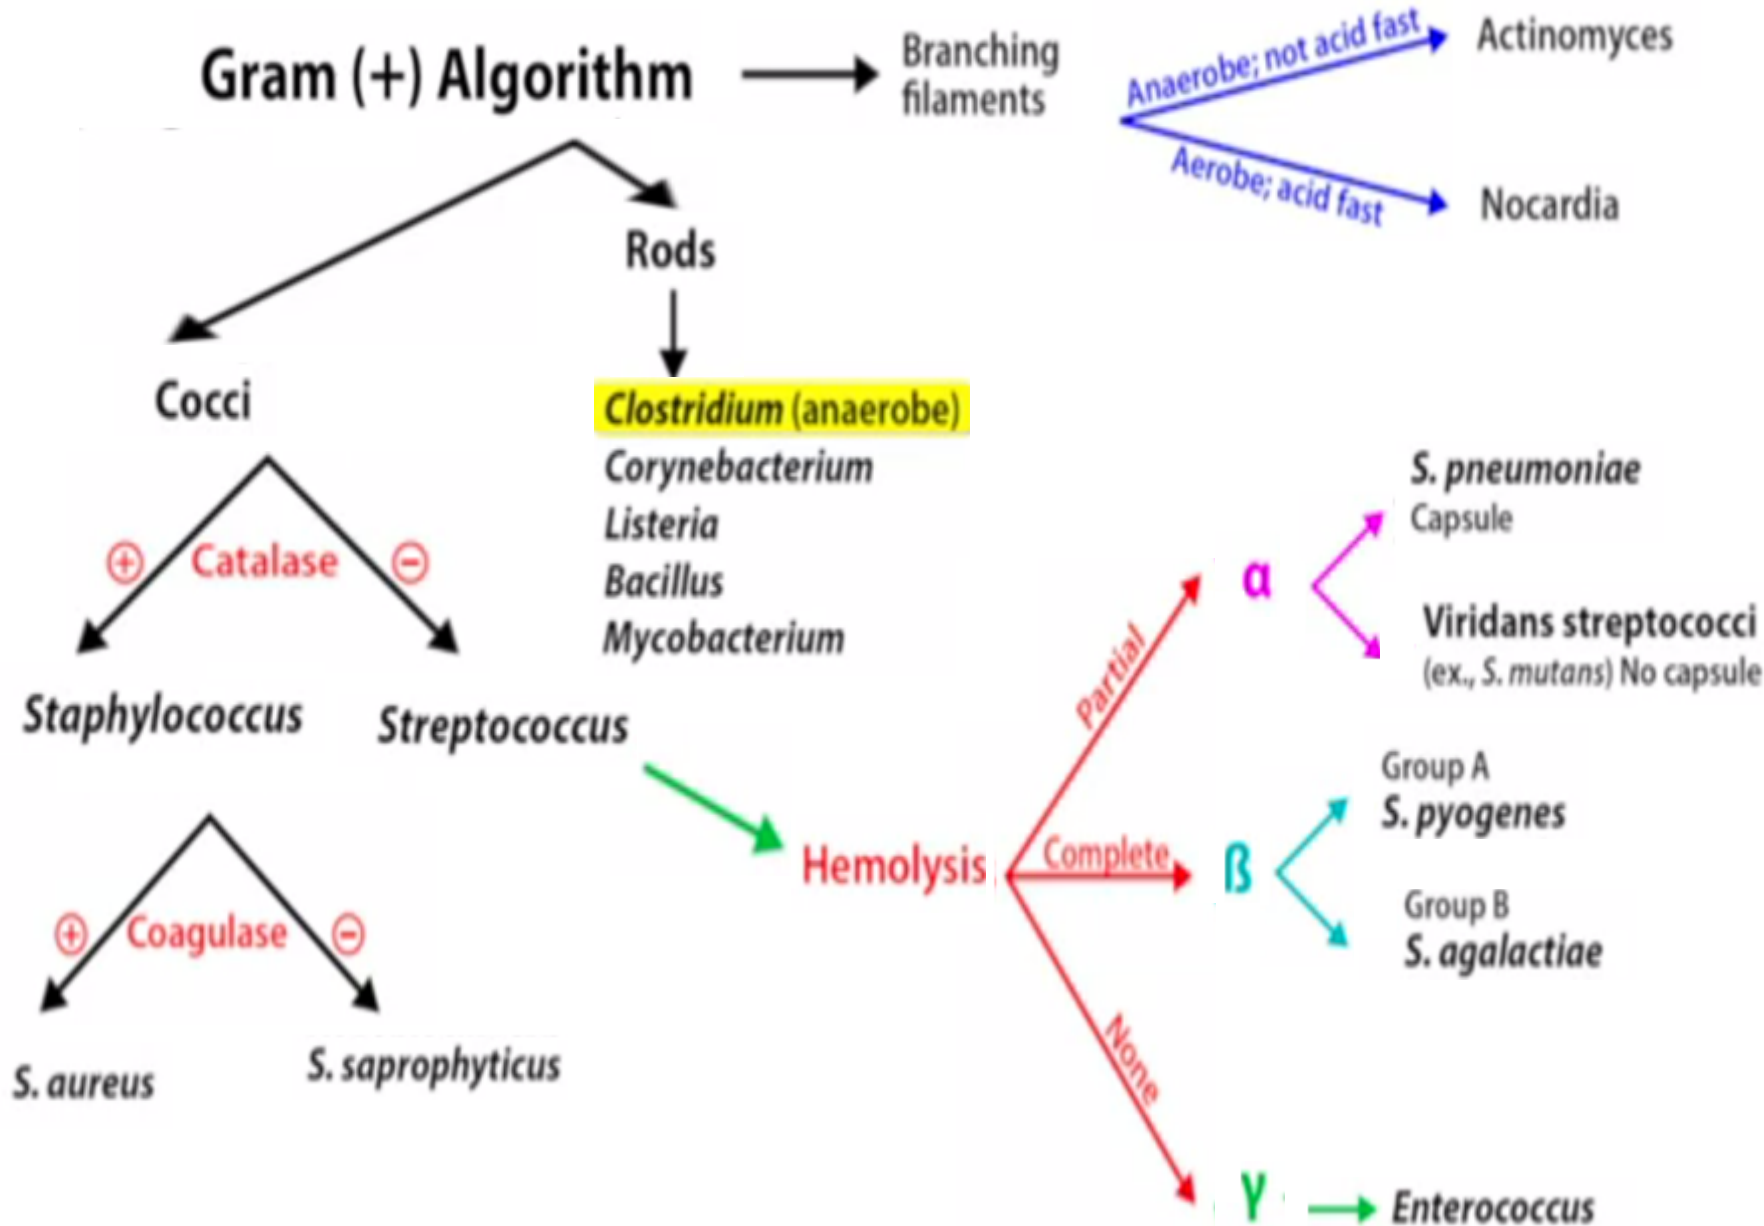 Gram (+) Algorithm
Branching
filaments
Anaerobe; not acid fast
Actinomyces
Aerobe; acid fast
Nocardia
Rods
Cocci
Clostridium (anaerobe)
Corynebacterium
Listeria
Bacillus
Mycobacterium
+ Catalase −
Staphylococcus
Streptococcus
+ Coagulase −
S. aureus
S. saprophyticus
Hemolysis
Partial
α
S. pneumoniae
Capsule
Viridans streptococci
(ex., S. mutans) No capsule
Complete
ß
Group A
S. pyogenes
Group B
S. agalactiae
None
γ
Enterococcus